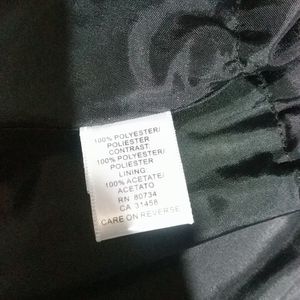 100% POLYESTER/
POLIESTER
CONTRAST:
100% POLYESTER/
POLIESTER
LINING:
100% ACETATE/
ACETATO
RN 80734
CA 31458
CARE ON REVERSE